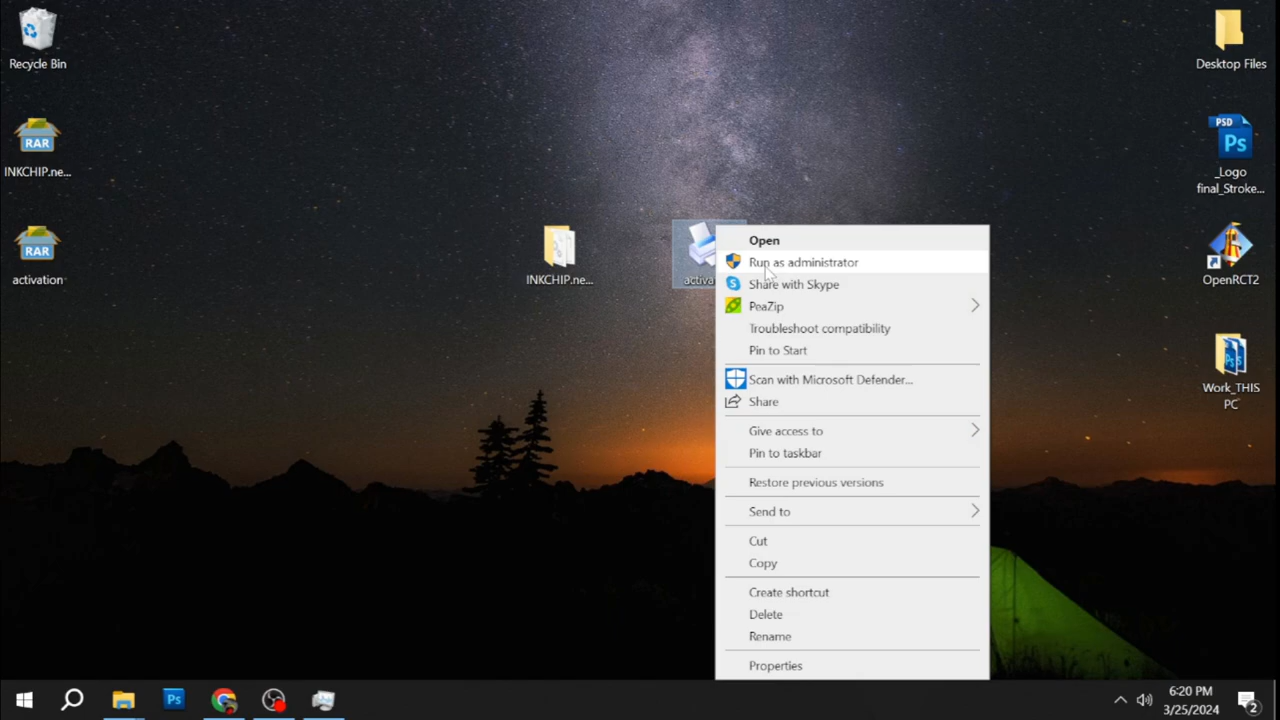 Recycle Bin
RAR
INKCHIP.ne...
RAR
activation
INKCHIP.ne...
activa
Open
Run as administrator
Share with Skype
PeaZip
Troubleshoot compatibility
Pin to Start
Scan with Microsoft Defender...
Share
Give access to
Pin to taskbar
Restore previous versions
Send to
Cut
Copy
Create shortcut
Delete
Rename
Properties
Desktop Files
PSD
Ps
_Logo
final_Stroke...
OpenRCT2
Work_THIS
PC
Ps
6:20 PM
3/25/2024
2